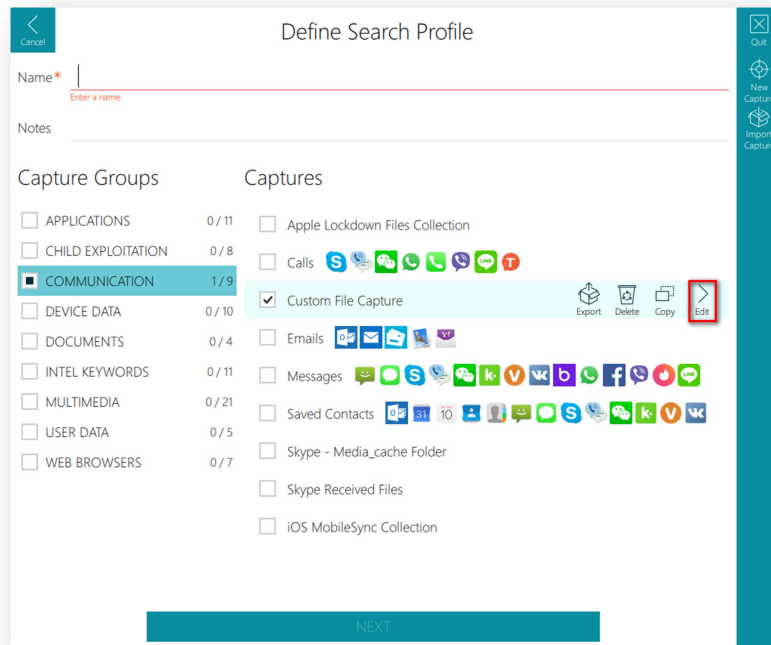 Cancel
Define Search Profile
Quit
Name*
Enter a name.
New
Capture
Notes
Import
Capture
Capture Groups
Captures
APPLICATIONS 0 / 11
Apple Lockdown Files Collection
CHILD EXPLOITATION 0 / 8
Calls
COMMUNICATION 1 / 9
Custom File Capture
Export Delete Copy Edit
DEVICE DATA 0 / 10
DOCUMENTS 0 / 4
Emails
INTEL KEYWORDS 0 / 11
Messages
LINE
MULTIMEDIA 0 / 21
Saved Contacts
31 10
USER DATA 0 / 5
WEB BROWSERS 0 / 7
Skype - Media_cache Folder
Skype Received Files
iOS MobileSync Collection
NEXT